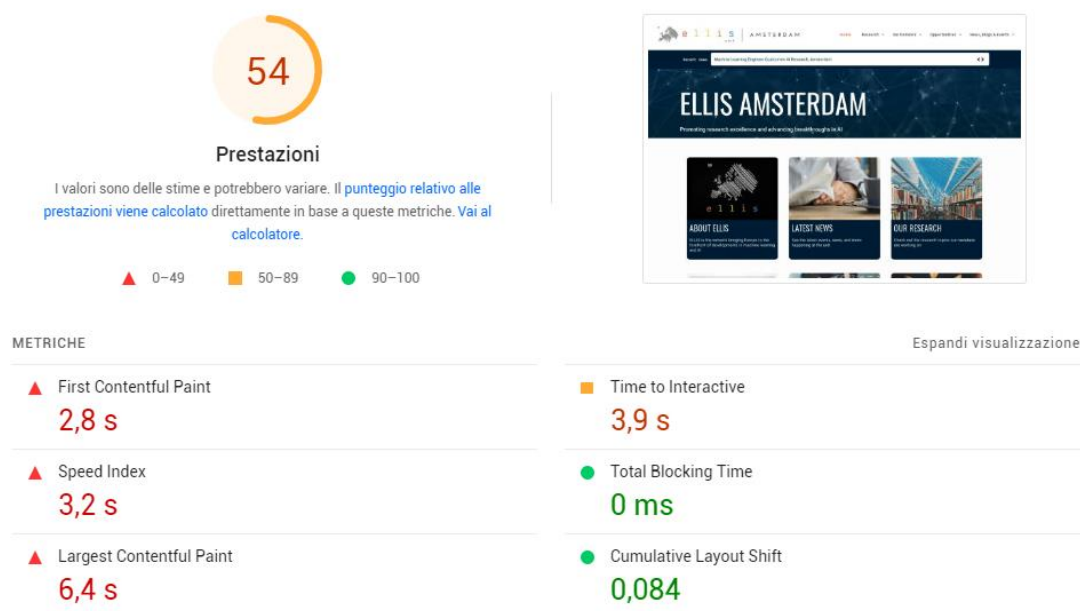 54
Prestazioni
I valori sono delle stime e potrebbero variare. Il punteggio relativo alle
prestazioni viene calcolato direttamente in base a queste metriche. Vai al
calcolatore.
0–49
50–89
90–100
ellis AMSTERDAM
ELLIS AMSTERDAM
Promoting research excellence and advancing breakthroughs in AI
ellis
ABOUT ELLIS
LATEST NEWS
OUR RESEARCH
METRICHE
Espandi visualizzazione
First Contentful Paint
2,8 s
Time to Interactive
3,9 s
Speed Index
3,2 s
Total Blocking Time
0 ms
Largest Contentful Paint
6,4 s
Cumulative Layout Shift
0,084